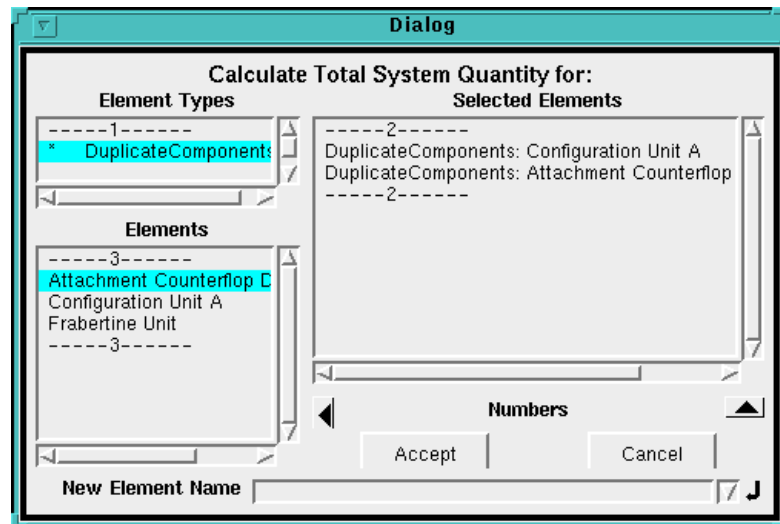 Dialog
Calculate Total System Quantity for:
Element Types
-----1------
* DuplicateComponents
Elements
-----3------
Attachment Counterflop D
Configuration Unit A
Frabertine Unit
-----3------
Selected Elements
-----2------
DuplicateComponents: Configuration Unit A
DuplicateComponents: Attachment Counterflop
-----2------
Numbers
Accept Cancel
New Element Name